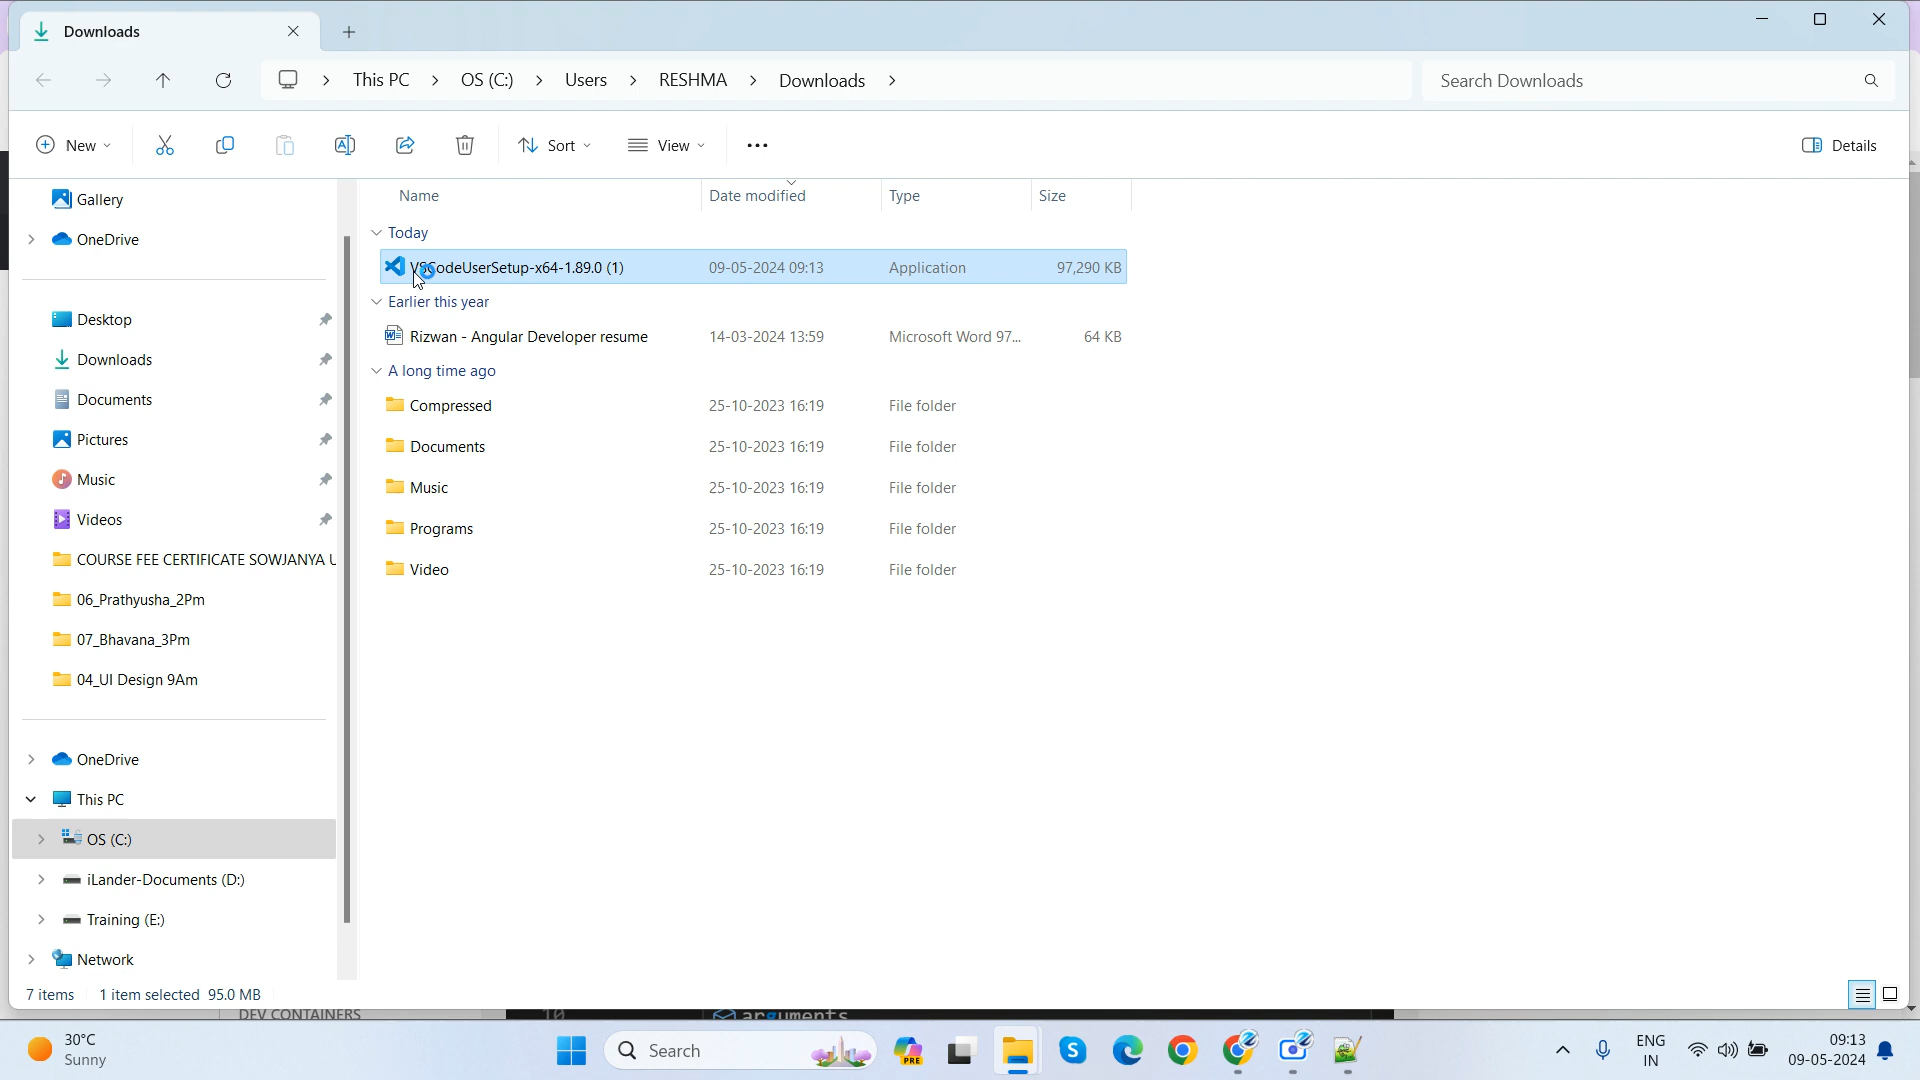 Downloads
This PC > OS (C:) > Users > RESHMA > Downloads >
Search Downloads
New
Sort
View
Details
Name Date modified Type Size
Gallery
OneDrive
Desktop
Downloads
Documents
Pictures
Music
Videos
COURSE FEE CERTIFICATE SOWJANYA
06_Prathyusha_2Pm
07_Bhavana_3Pm
04_UI Design 9Am
OneDrive
This PC
OS (C:)
iLander-Documents (D:)
Training (E:)
Network
Today
VSCodeUserSetup-x64-1.89.0 (1) 09-05-2024 09:13 Application 97,290 KB
Earlier this year
Rizwan - Angular Developer resume 14-03-2024 13:59 Microsoft Word 97... 64 KB
A long time ago
Compressed 25-10-2023 16:19 File folder
Documents 25-10-2023 16:19 File folder
Music 25-10-2023 16:19 File folder
Programs 25-10-2023 16:19 File folder
Video 25-10-2023 16:19 File folder
7 items 1 item selected 95.0 MB
DEV CONTAINERS 10 arguments
30°C
Sunny
Search
PRE
ENG
IN
09:13
09-05-2024